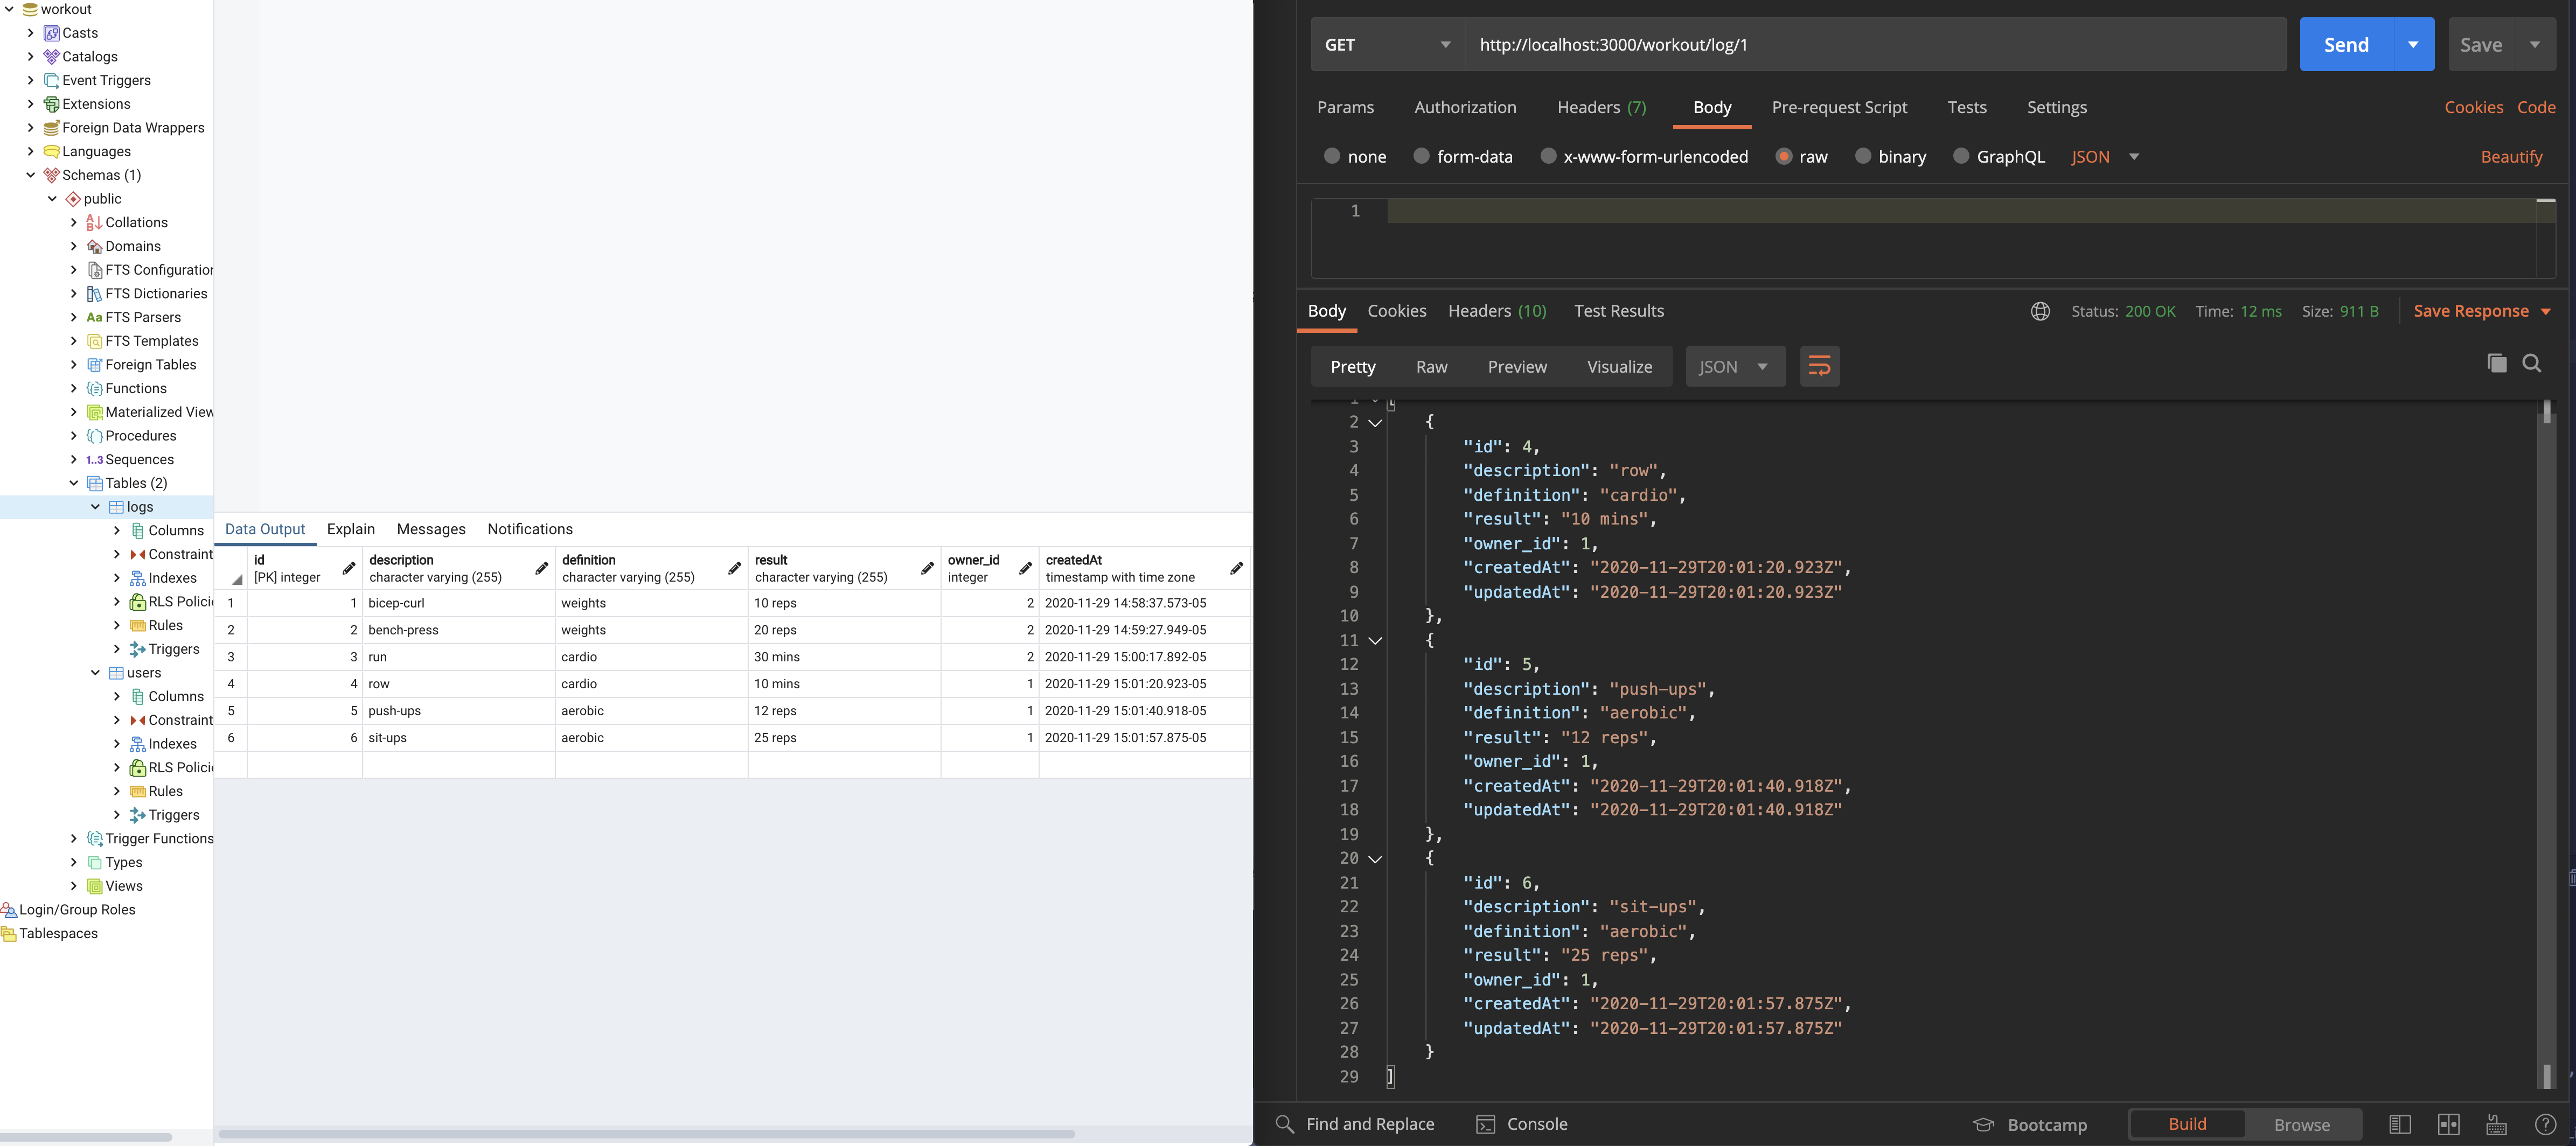 workout
Casts
Catalogs
Event Triggers
Extensions
Foreign Data Wrappers
Languages
Schemas (1)
public
Collations
Domains
FTS Configuration
FTS Dictionaries
Aa FTS Parsers
FTS Templates
Foreign Tables
Functions
Materialized View
Procedures
1..3 Sequences
Tables (2)
logs
Columns
Constraint
Indexes
RLS Polici
Rules
Triggers
users
Columns
Constraint
Indexes
RLS Polici
Rules
Triggers
Trigger Functions
Types
Views
Login/Group Roles
Tablespaces
Data Output Explain Messages Notifications
id description definition result owner_id createdAt
[PK] integer character varying (255) character varying (255) character varying (255) integer timestamp with time zone
1 1 bicep-curl weights 10 reps 2 2020-11-29 14:58:37.573-05
2 2 bench-press weights 20 reps 2 2020-11-29 14:59:27.949-05
3 3 run cardio 30 mins 2 2020-11-29 15:00:17.892-05
4 4 row cardio 10 mins 1 2020-11-29 15:01:20.923-05
5 5 push-ups aerobic 12 reps 1 2020-11-29 15:01:40.918-05
6 6 sit-ups aerobic 25 reps 1 2020-11-29 15:01:57.875-05
GET http://localhost:3000/workout/log/1 Send Save
Params Authorization Headers (7) Body Pre-request Script Tests Settings Cookies Code
none form-data x-www-form-urlencoded raw binary GraphQL JSON Beautify
1
Body Cookies Headers (10) Test Results Status: 200 OK Time: 12 ms Size: 911 B Save Response
Pretty Raw Preview Visualize JSON
1 [
2 {
3 "id": 4,
4 "description": "row",
5 "definition": "cardio",
6 "result": "10 mins",
7 "owner_id": 1,
8 "createdAt": "2020-11-29T20:01:20.923Z",
9 "updatedAt": "2020-11-29T20:01:20.923Z"
10 },
11 {
12 "id": 5,
13 "description": "push-ups",
14 "definition": "aerobic",
15 "result": "12 reps",
16 "owner_id": 1,
17 "createdAt": "2020-11-29T20:01:40.918Z",
18 "updatedAt": "2020-11-29T20:01:40.918Z"
19 },
20 {
21 "id": 6,
22 "description": "sit-ups",
23 "definition": "aerobic",
24 "result": "25 reps",
25 "owner_id": 1,
26 "createdAt": "2020-11-29T20:01:57.875Z",
27 "updatedAt": "2020-11-29T20:01:57.875Z"
28 }
29 ]
Find and Replace Console Bootcamp Build Browse